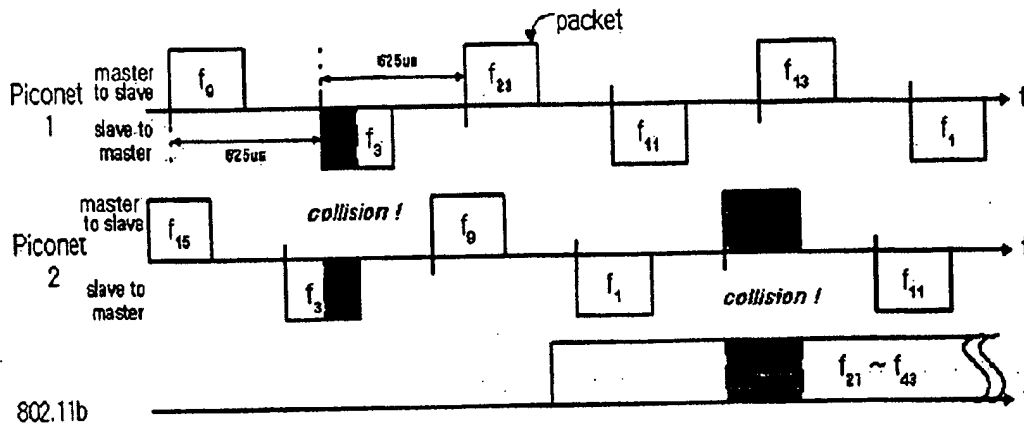 packet
625us
Piconet 1
master to slave
f9
f23
f13
t
slave to master
625us
f3
f11
f1
Piconet 2
master to slave
f15
collision !
f9
t
slave to master
f3
f1
collision !
f11
802.11b
f21 ~ f43